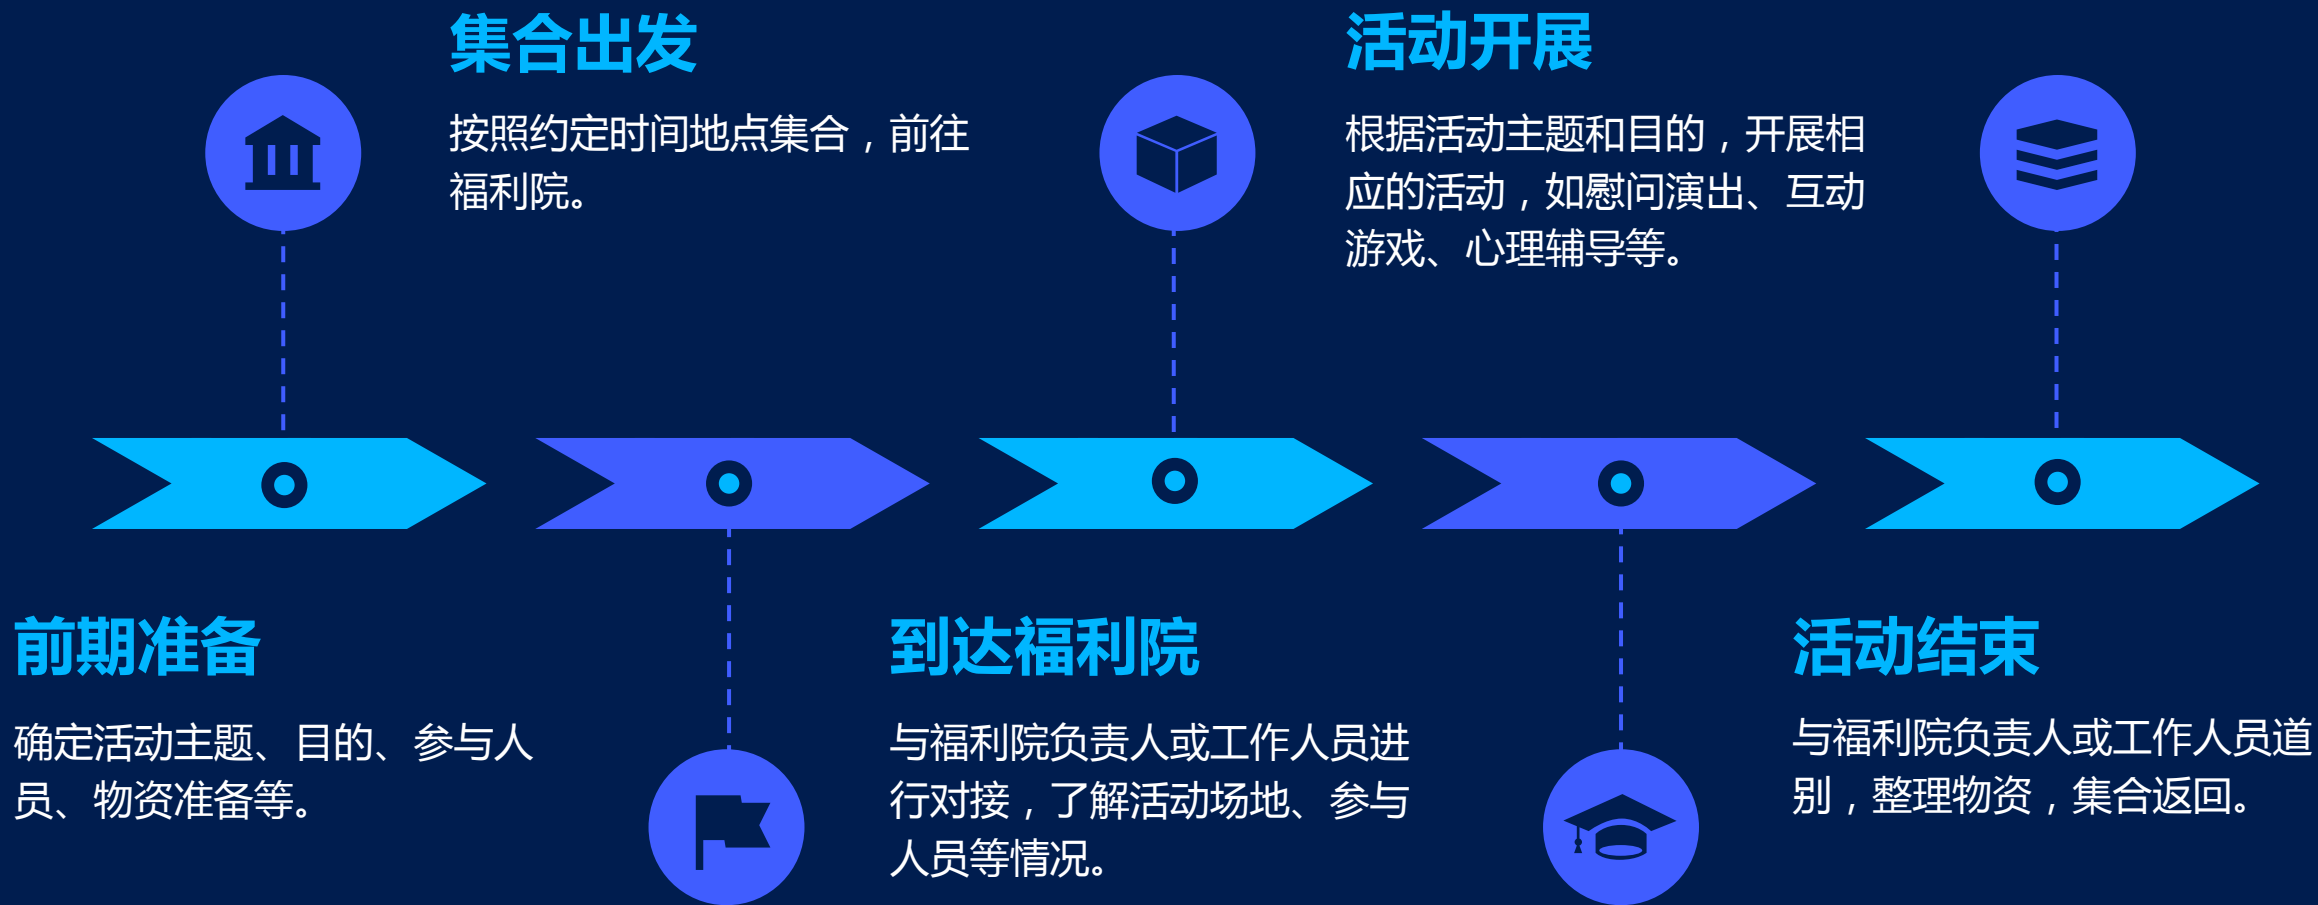 集合出发
按照约定时间地点集合，前往
福利院。
活动开展
根据活动主题和目的，开展相
应的活动，如慰问演出、互动
游戏、心理辅导等。
前期准备
确定活动主题、目的、参与人
员、物资准备等。
到达福利院
与福利院负责人或工作人员进
行对接，了解活动场地、参与
人员等情况。
活动结束
与福利院负责人或工作人员道
别，整理物资，集合返回。